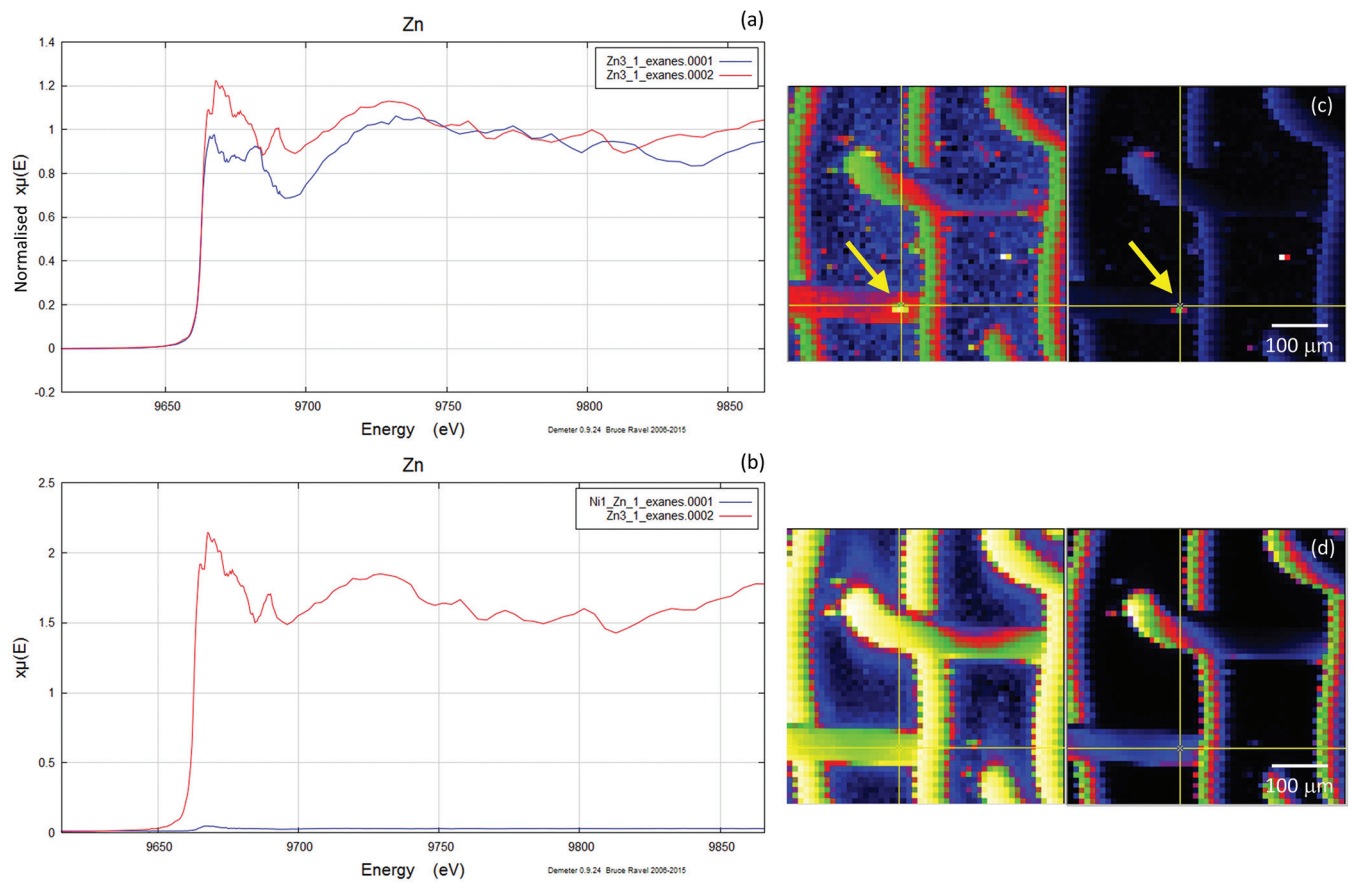 Zn
(a)
1.4
1.2
1
0.8
0.6
0.4
0.2
0
-0.2
Normalised xµ(E)
Zn3_1_exanes.0001
Zn3_1_exanes.0002
9650
9700
9750
9800
9850
Energy (eV)
Demeter 0.9.24 Bruce Ravel 2006-2015
(c)
100 µm
Zn
(b)
2.5
2
1.5
1
0.5
0
xµ(E)
Ni1_Zn_1_exanes.0001
Zn3_1_exanes.0002
9650
9700
9750
9800
9850
Energy (eV)
Demeter 0.9.24 Bruce Ravel 2006-2015
(d)
100 µm